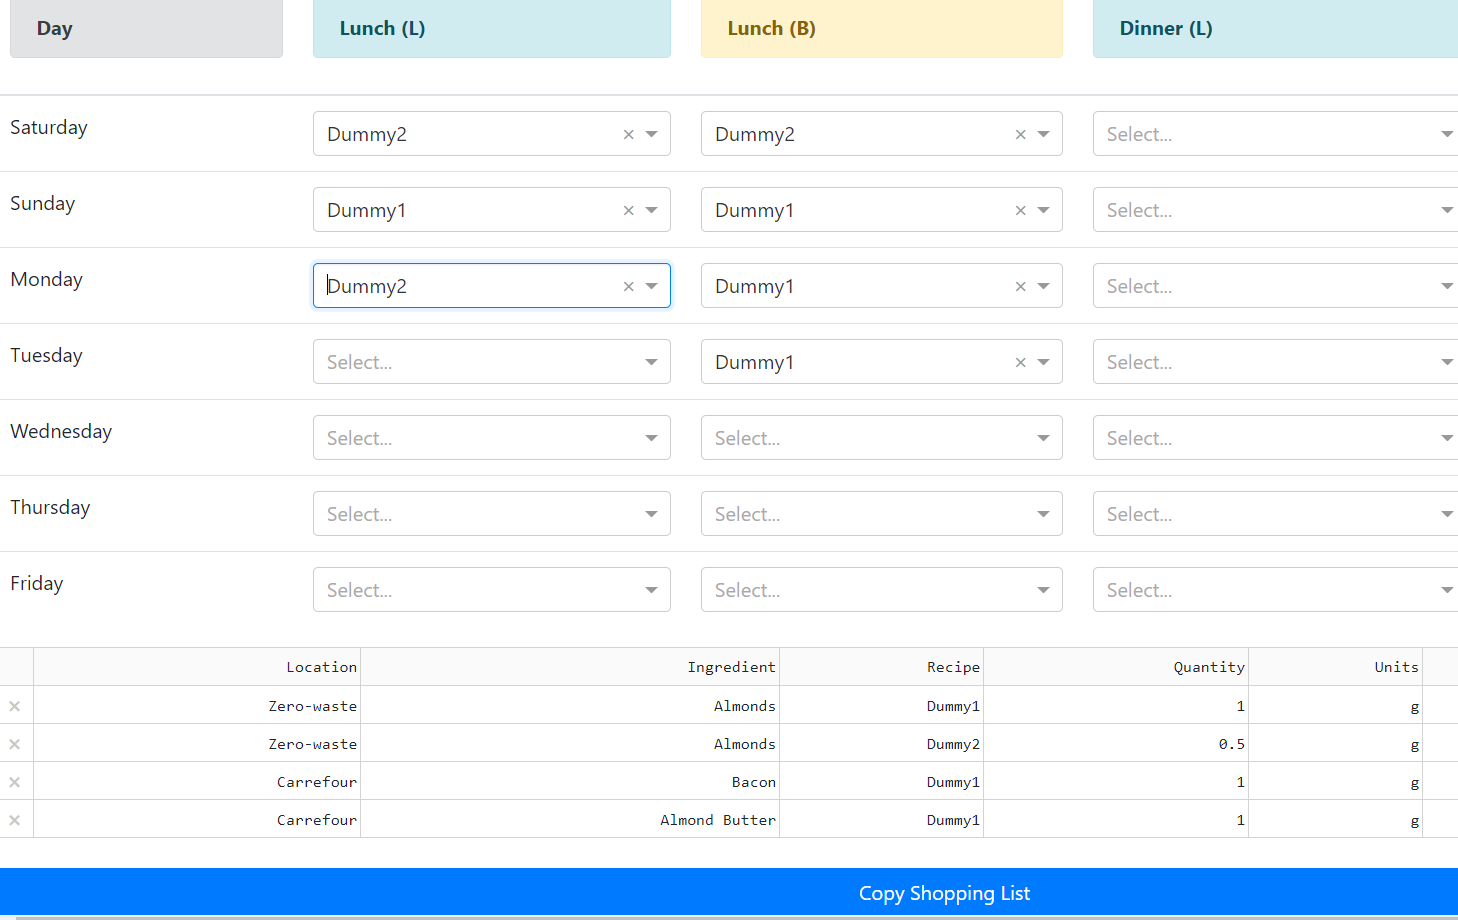 Day Lunch (L) Lunch (B) Dinner (L)
Saturday Dummy2 × Dummy2 × Select...
Sunday Dummy1 × Dummy1 × Select...
Monday Dummy2 × Dummy1 × Select...
Tuesday Select... Dummy1 × Select...
Wednesday Select... Select... Select...
Thursday Select... Select... Select...
Friday Select... Select... Select...
Location Ingredient Recipe Quantity Units
× Zero-waste Almonds Dummy1 1 g
× Zero-waste Almonds Dummy2 0.5 g
× Carrefour Bacon Dummy1 1 g
× Carrefour Almond Butter Dummy1 1 g
Copy Shopping List